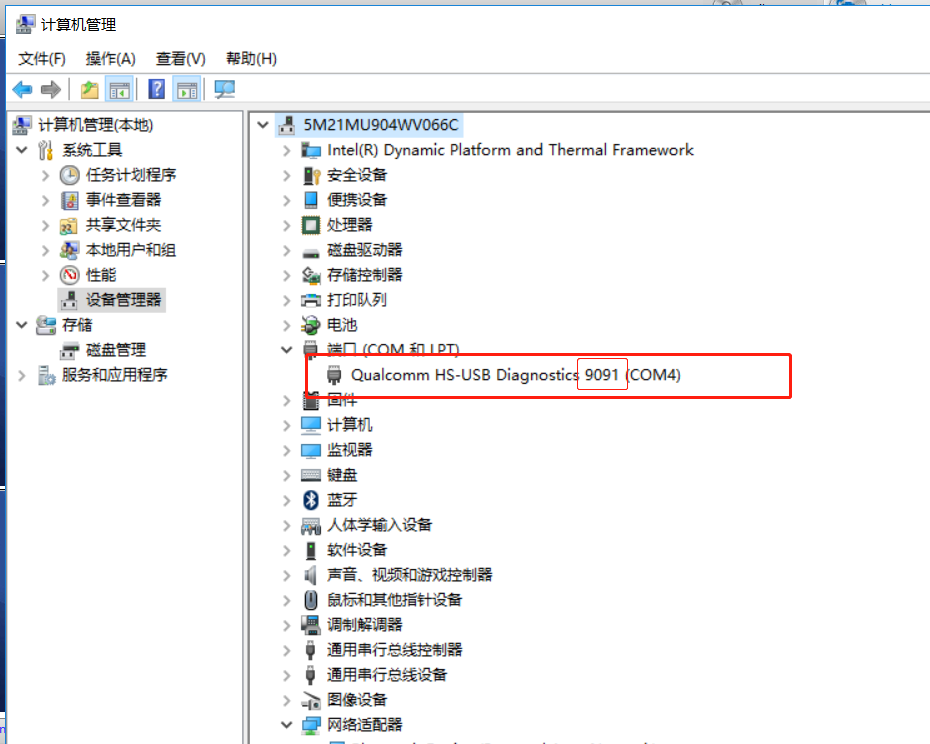 计算机管理
文件(F) 操作(A) 查看(V) 帮助(H)
计算机管理(本地)
系统工具
任务计划程序
事件查看器
共享文件夹
本地用户和组
性能
设备管理器
存储
磁盘管理
服务和应用程序
5M21MU904WV066C
Intel(R) Dynamic Platform and Thermal Framework
安全设备
便携设备
处理器
磁盘驱动器
存储控制器
打印队列
电池
端口 (COM 和 LPT)
Qualcomm HS-USB Diagnostics 9091 (COM4)
固件
计算机
监视器
键盘
蓝牙
人体学输入设备
软件设备
声音、视频和游戏控制器
鼠标和其他指针设备
调制解调器
通用串行总线控制器
通用串行总线设备
图像设备
网络适配器